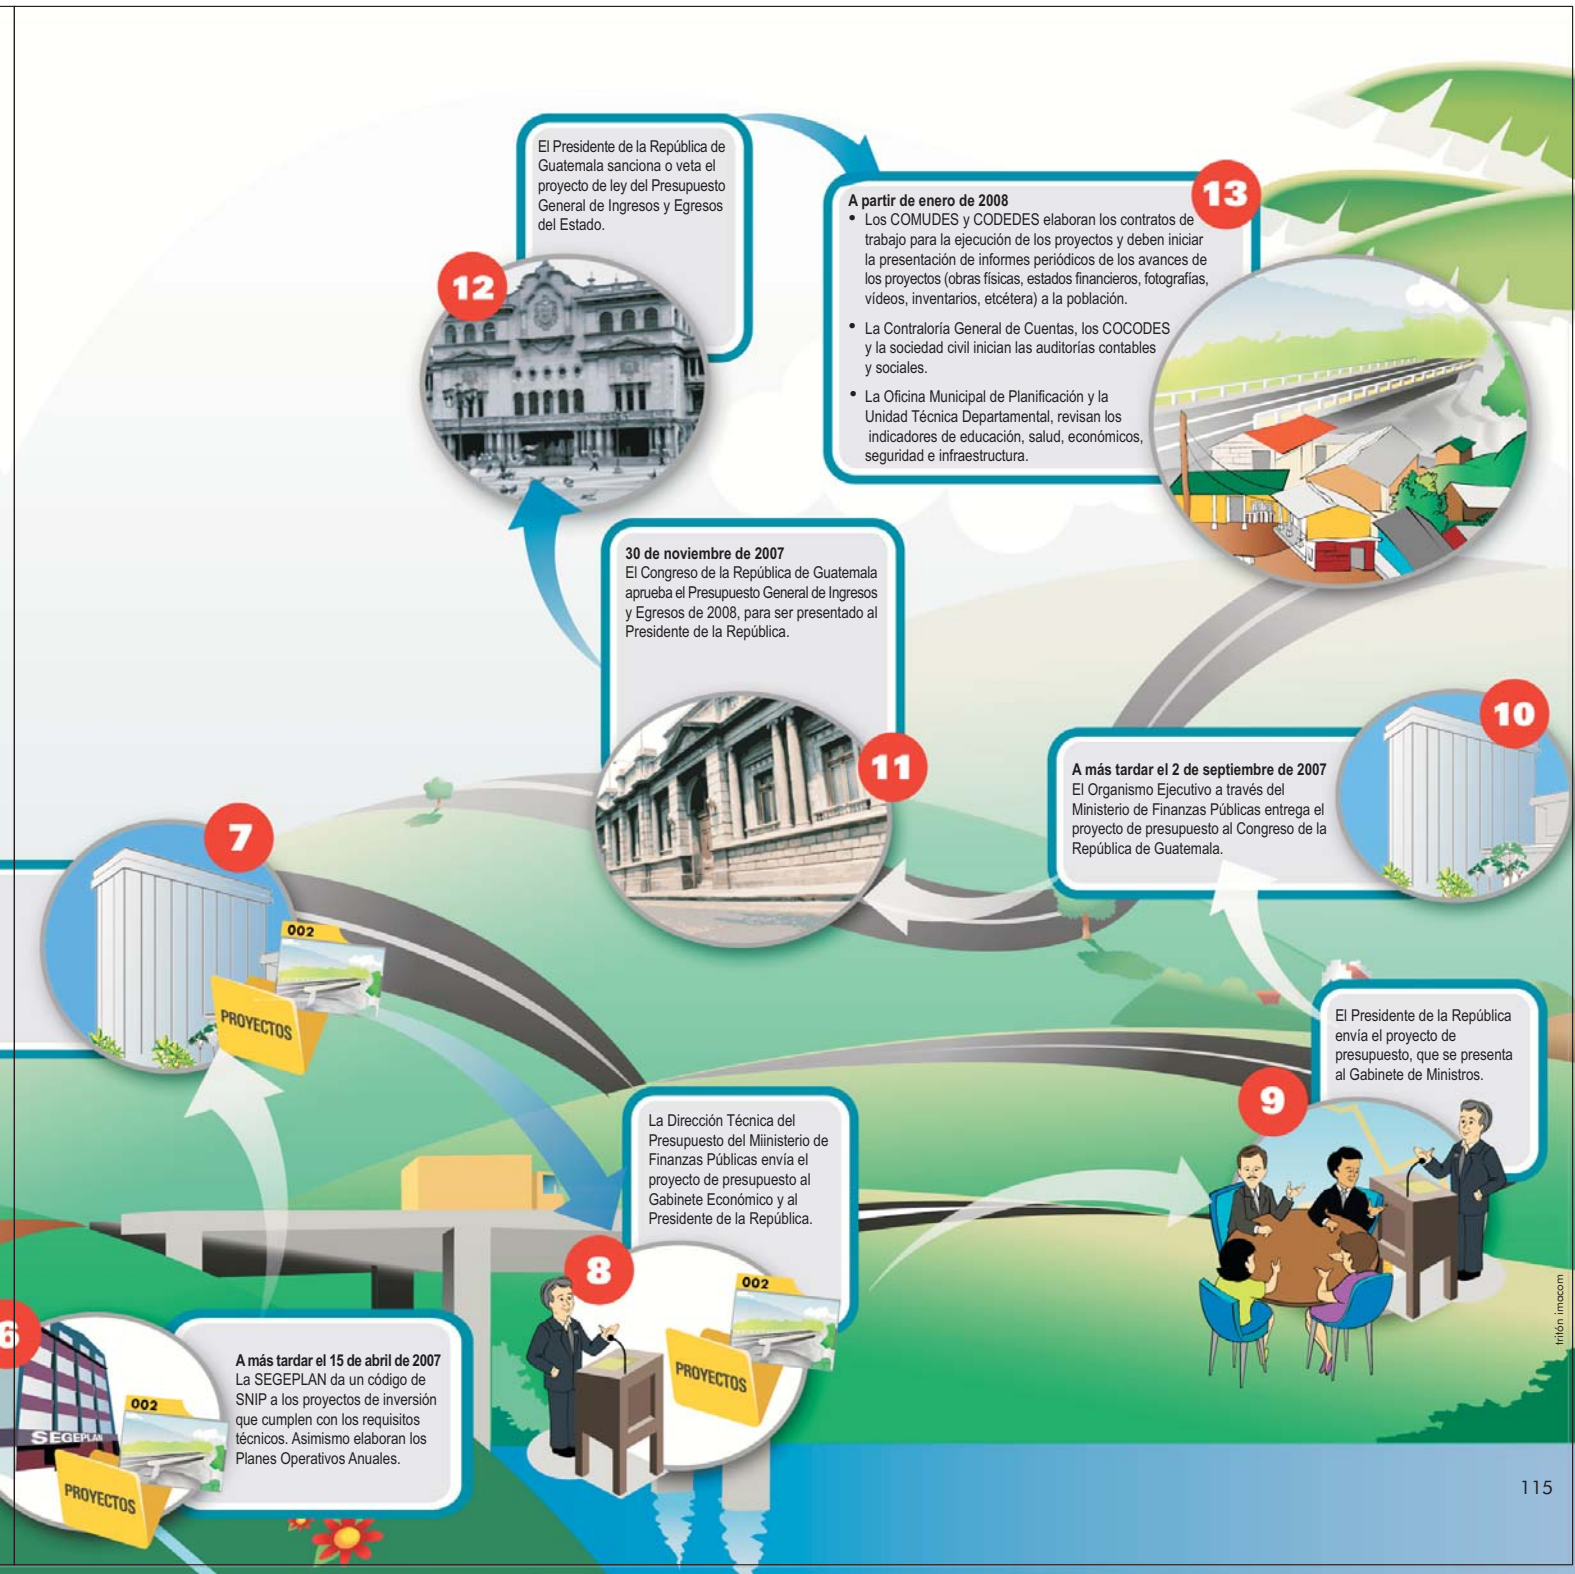 12
El Presidente de la República de
Guatemala sanciona o veta el
proyecto de ley del Presupuesto
General de Ingresos y Egresos
del Estado.
13
A partir de enero de 2008
• Los COMUDES y CODEDES elaboran los contratos de
trabajo para la ejecución de los proyectos y deben iniciar
la presentación de informes periódicos de los avances de
los proyectos (obras físicas, estados financieros, fotografías,
vídeos, inventarios, etcétera) a la población.
• La Contraloría General de Cuentas, los COCODES
y la sociedad civil inician las auditorías contables
y sociales.
• La Oficina Municipal de Planificación y la
Unidad Técnica Departamental, revisan los
indicadores de educación, salud, económicos,
seguridad e infraestructura.
30 de noviembre de 2007
El Congreso de la República de Guatemala
aprueba el Presupuesto General de Ingresos
y Egresos de 2008, para ser presentado al
Presidente de la República.
11
10
A más tardar el 2 de septiembre de 2007
El Organismo Ejecutivo a través del
Ministerio de Finanzas Públicas entrega el
proyecto de presupuesto al Congreso de la
República de Guatemala.
7
002
PROYECTOS
El Presidente de la República
envía el proyecto de
presupuesto, que se presenta
al Gabinete de Ministros.
9
La Dirección Técnica del
Presupuesto del Miinisterio de
Finanzas Públicas envía el
proyecto de presupuesto al
Gabinete Económico y al
Presidente de la República.
8
002
PROYECTOS
6
A más tardar el 15 de abril de 2007
La SEGEPLAN da un código de
SNIP a los proyectos de inversión
que cumplen con los requisitos
técnicos. Asimismo elaboran los
Planes Operativos Anuales.
002
SEGEPLAN
PROYECTOS
tritón imacom
115